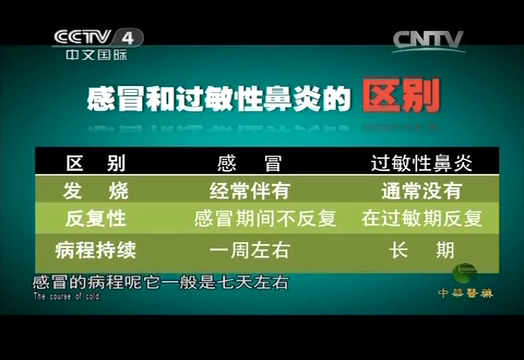 CCTV 4
中文国际
CNTV
感冒和过敏性鼻炎的 区别
区 别 感 冒 过敏性鼻炎
发 烧 经常伴有 通常没有
反复性 感冒期间不反复 在过敏期反复
病程持续 一周左右 长 期
感冒的病程呢它一般是七天左右
The course of cold
中華醫藥